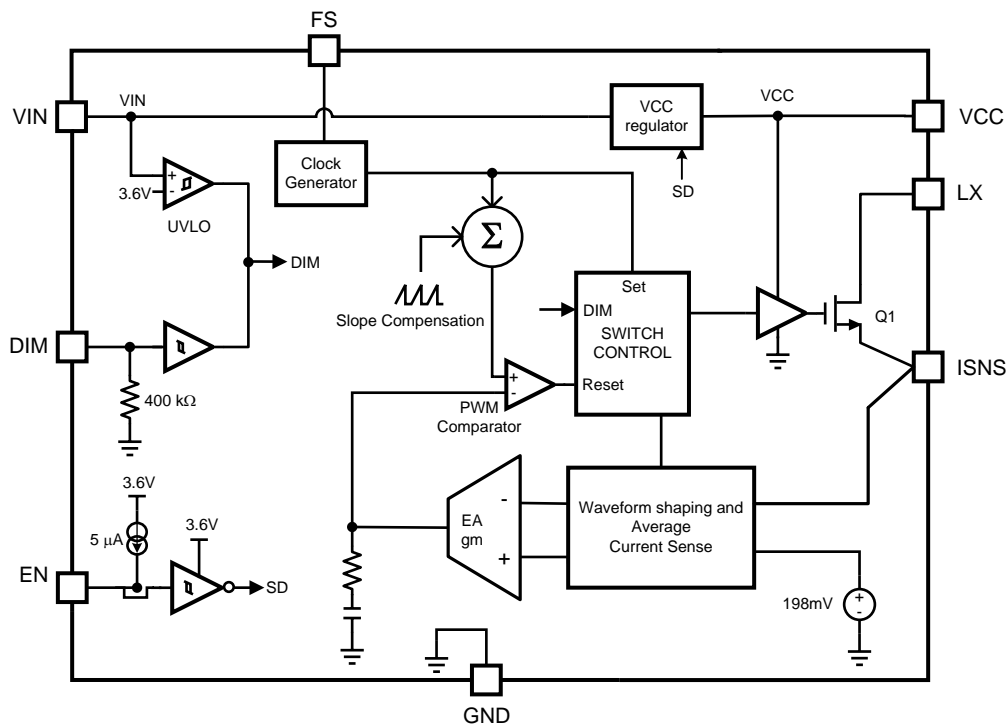 FS
VIN
VIN
VCC
regulator
VCC
VCC
Clock
Generator
SD
LX
+
-
3.6V
UVLO
Σ
DIM
Set
Slope Compensation
DIM
SWITCH
CONTROL
Q1
DIM
ISNS
Reset
+
-
PWM
Comparator
400 kΩ
3.6V
3.6V
5 µA
EA
gm
-
+
Waveform shaping and
Average
Current Sense
EN
SD
198mV
+
-
GND